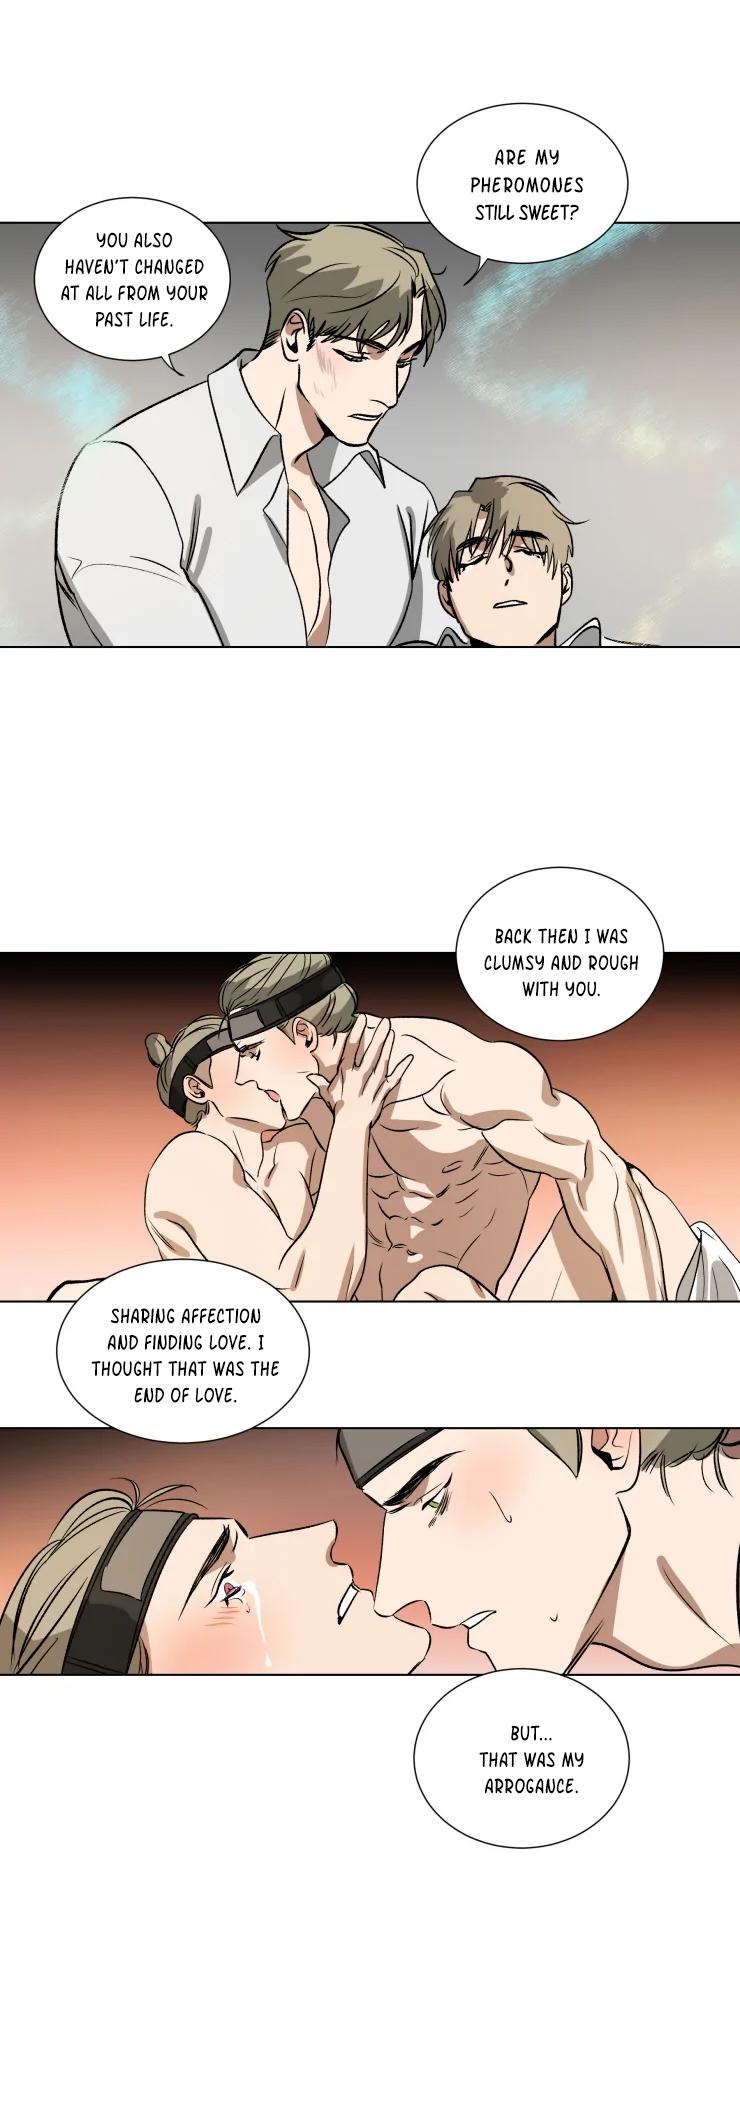 ARE MY
PHEROMONES
STILL SWEET?
YOU ALSO
HAVEN'T CHANGED
AT ALL FROM YOUR
PAST LIFE.
BACK THEN I WAS
CLUMSY AND ROUGH
WITH YOU.
SHARING AFFECTION
AND FINDING LOVE. I
THOUGHT THAT WAS THE
END OF LOVE.
BUT...
THAT WAS MY
ARROGANCE.